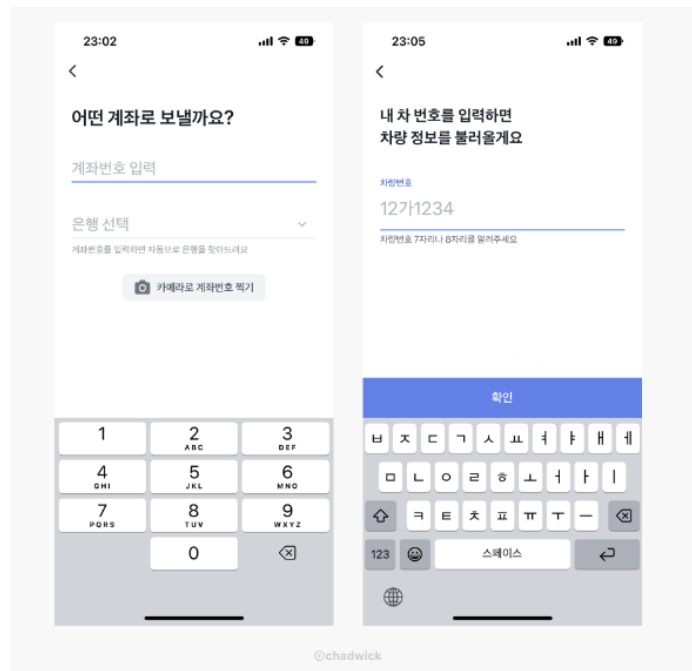 23:02
49
어떤 계좌로 보낼까요?
계좌번호 입력
은행 선택
계좌번호를 입력하면 자동으로 은행을 찾아드려요
카메라로 계좌번호 찍기
1
2
ABC
3
DEF
4
GHI
5
JKL
6
MNO
7
PQRS
8
TUV
9
WXYZ
0
23:05
49
내 차 번호를 입력하면
차량 정보를 불러올게요
차량번호
12가1234
차량번호 7자리나 8자리를 알려주세요
확인
ㅂ ㅈ ㄷ ㄱ ㅅ ㅛ ㅕ ㅑ ㅐ ㅔ
ㅁ ㄴ ㅇ ㄹ ㅎ ㅗ ㅓ ㅏ ㅣ
ㅋ ㅌ ㅊ ㅍ ㅠ ㅜ ㅡ
123 스페이스
ⓒchadwick